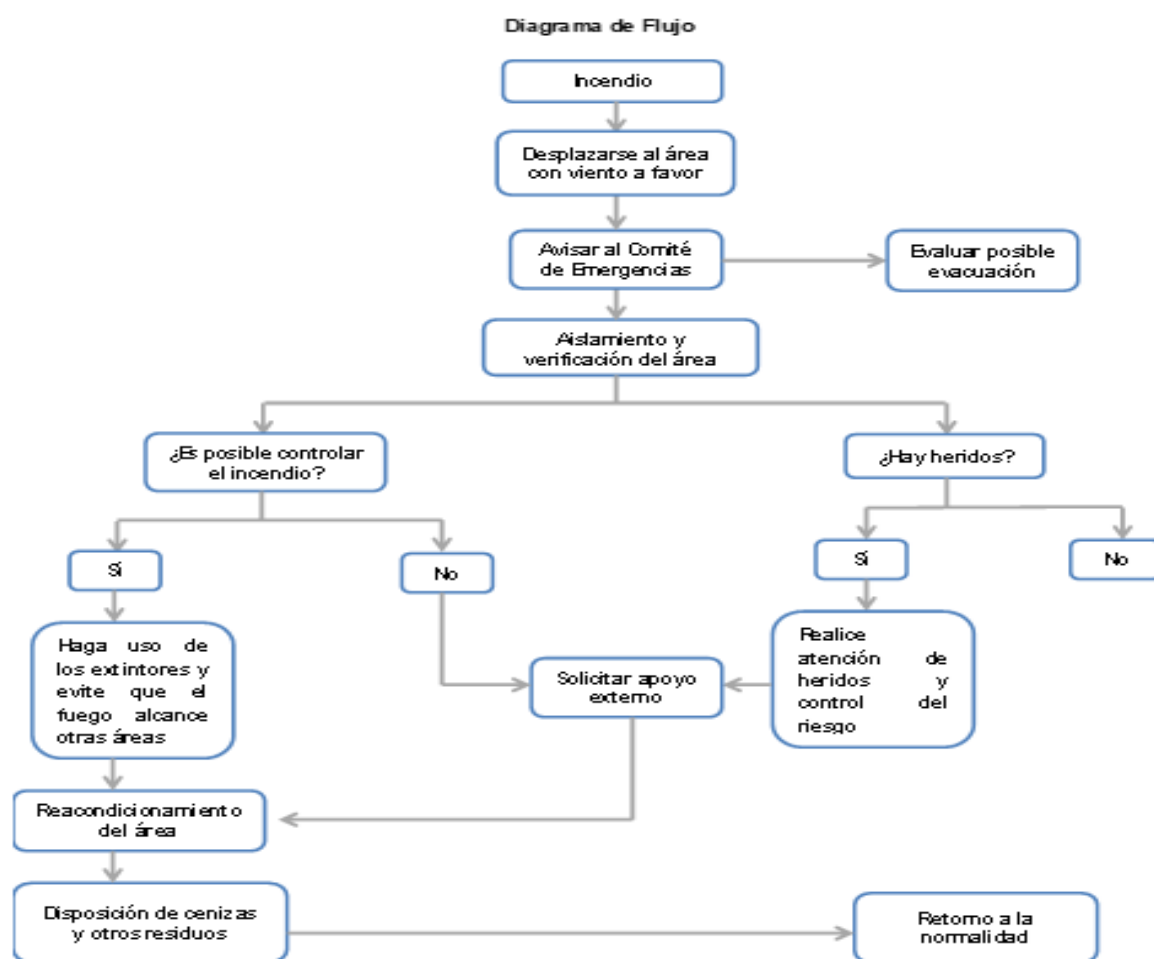 Diagrama de Flujo
Incendio
Desplazarse al área
con viento a favor
Avisar al Comité
de Emergencias
Evaluar posible
evacuación
Aislamiento y
verificación del área
¿Es posible controlar
el incendio?
¿Hay heridos?
Sí
No
Sí
No
Haga uso de
los extintores y
evite que el
fuego alcance
otras áreas
Solicitar apoyo
externo
Realice
atención de
heridos y
control del
riesgo
Reacondicionamiento
del área
Disposición de cenizas
y otros residuos
Retorno a la
normalidad